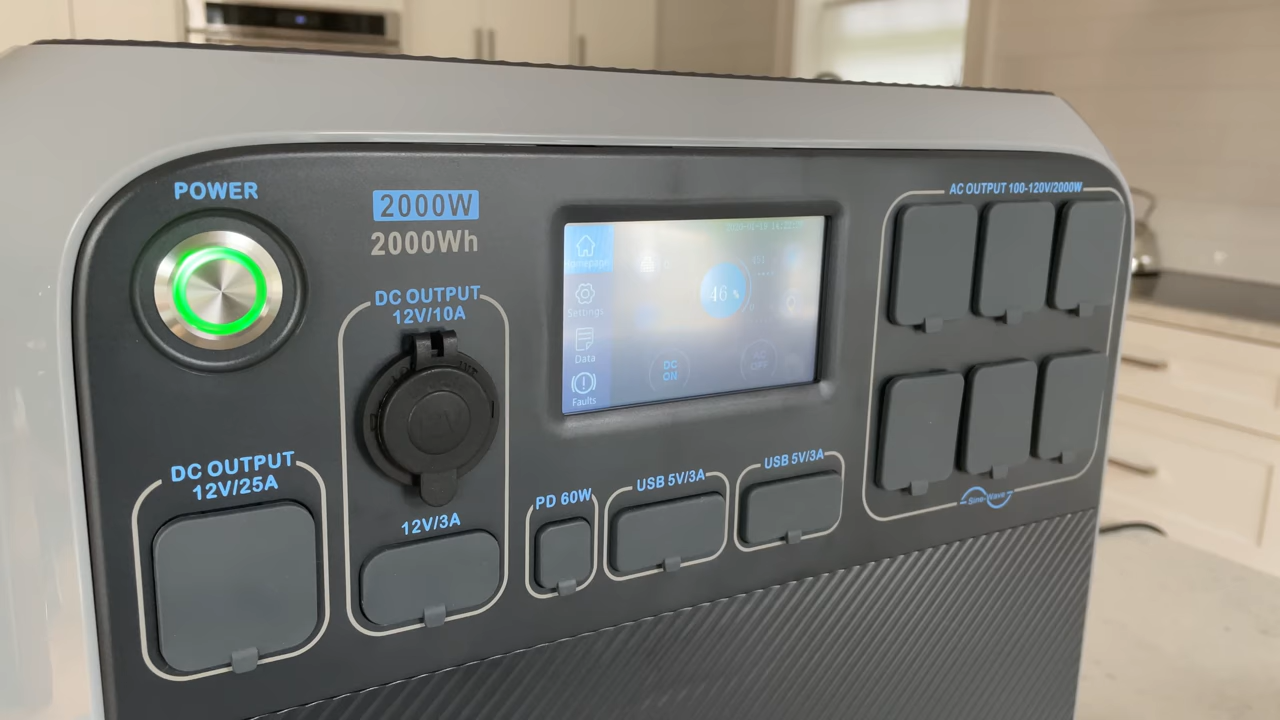 POWER
2000W
2000Wh
AC OUTPUT 100-120V/2000W
DC OUTPUT
12V/10A
Homepage
46 %
Settings
Data
DC
ON
AC
OFF
Faults
DC OUTPUT
12V/25A
12V/3A
PD 60W
USB 5V/3A
USB 5V/3A
Sine-Wave